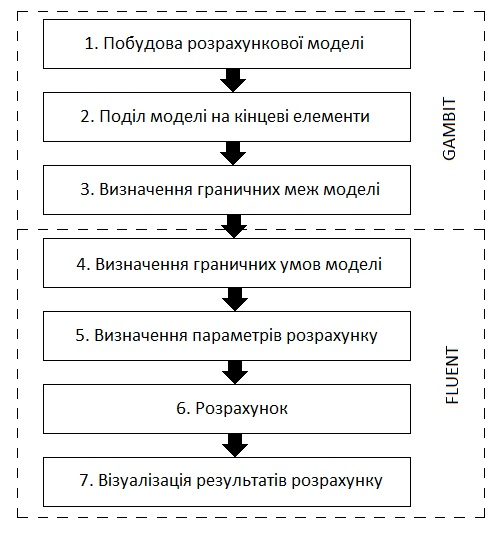 1. Побудова розрахункової моделі
2. Поділ моделі на кінцеві елементи
3. Визначення граничних меж моделі
GAMBIT
4. Визначення граничних умов моделі
5. Визначення параметрів розрахунку
6. Розрахунок
7. Візуалізація результатів розрахунку
FLUENT